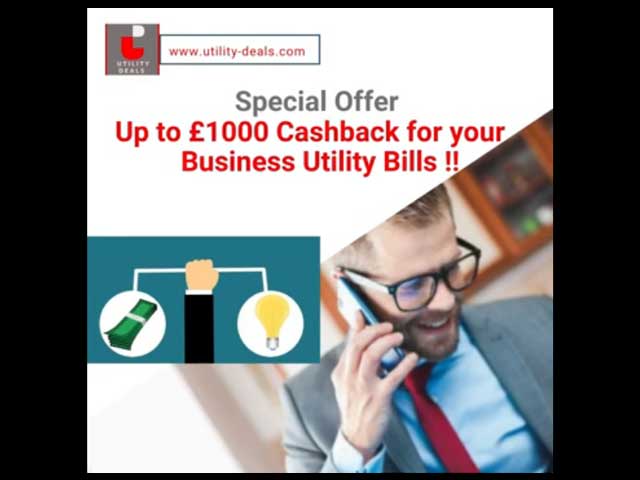 www.utility-deals.com
UTILITY
DEALS
Special Offer
Up to £1000 Cashback for your
Business Utility Bills !!